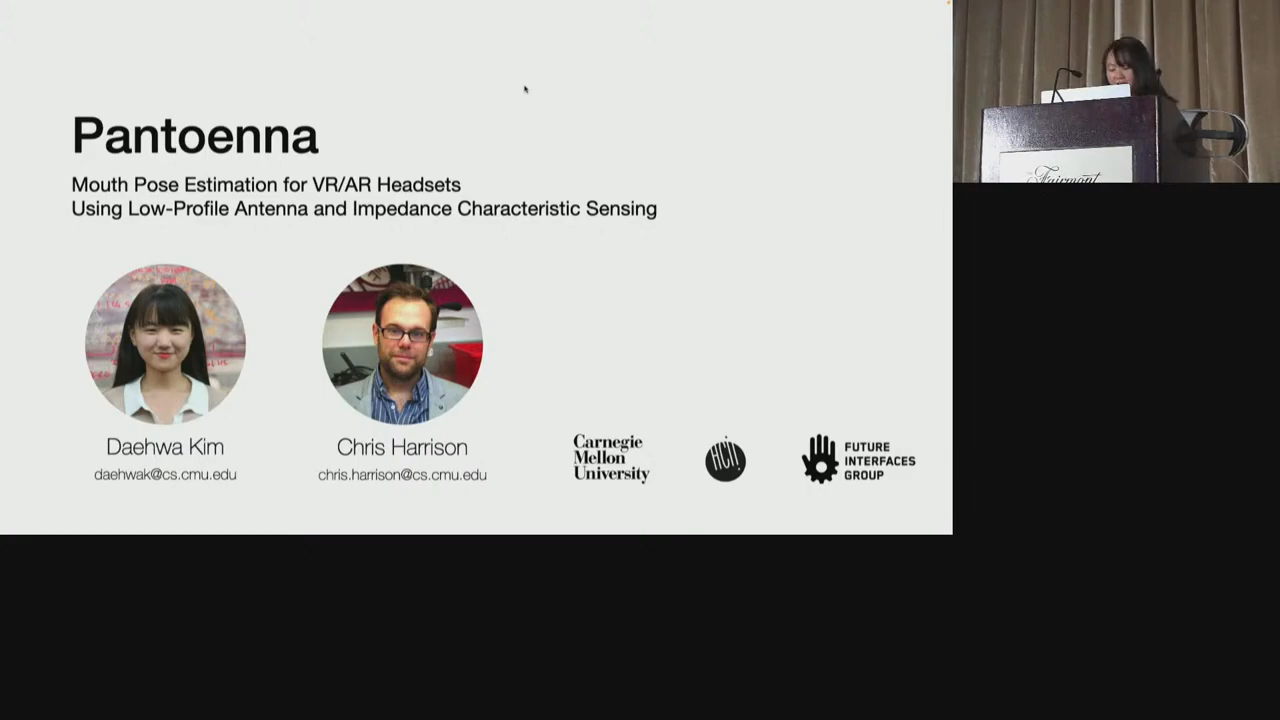 Pantoenna
Mouth Pose Estimation for VR/AR Headsets
Using Low-Profile Antenna and Impedance Characteristic Sensing
Daehwa Kim
daehwak@cs.cmu.edu
Chris Harrison
chris.harrison@cs.cmu.edu
Carnegie
Mellon
University
HCII
FUTURE
INTERFACES
GROUP
Fairmont